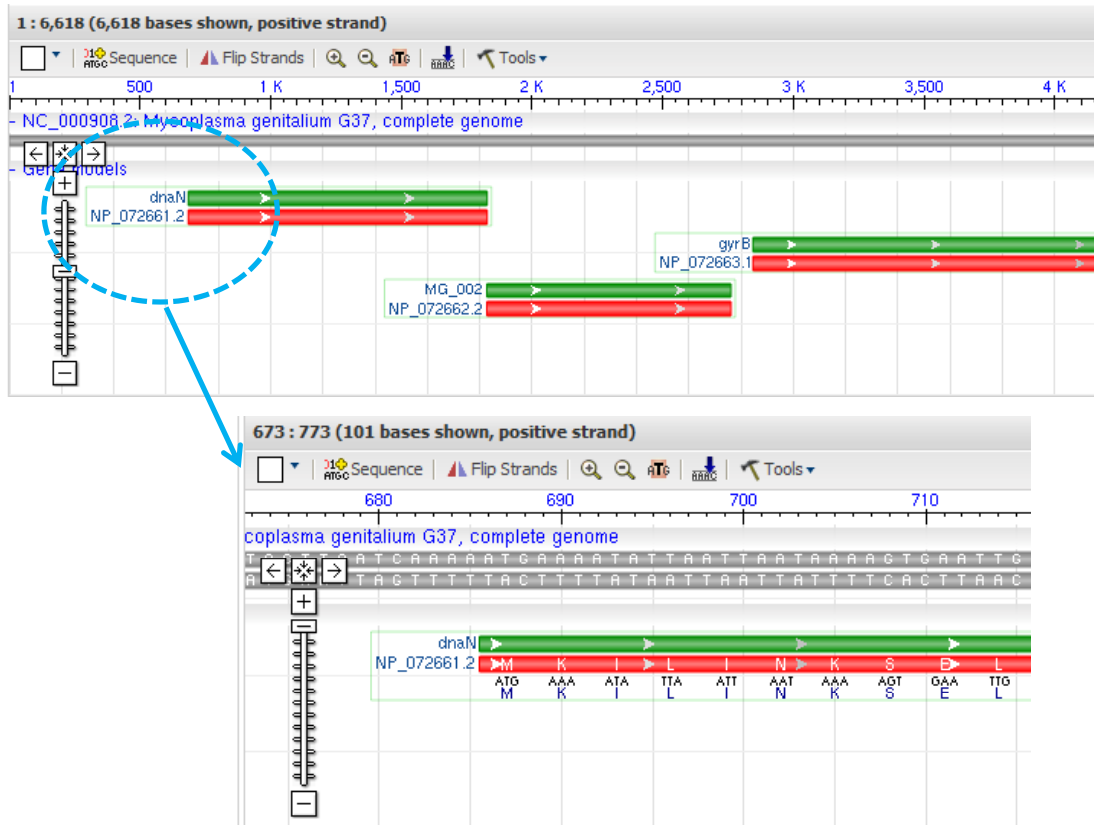 1 : 6,618 (6,618 bases shown, positive strand)
Sequence Flip Strands Tools
1 500 1 K 1,500 2 K 2,500 3 K 3,500 4 K
- NC_000908.2: Mycoplasma genitalium G37, complete genome
- Gene models
dnaN
NP_072661.2
gyrB
NP_072663.1
MG_002
NP_072662.2
673 : 773 (101 bases shown, positive strand)
Sequence Flip Strands Tools
680 690 700 710
coplasma genitalium G37, complete genome
A T C A A A A A T G A A A A T A T T A A T T A A T A A A A G T G A A T T G
T A G T T T T T A C T T T T A T A A T T A A T T A T T T T C A C T T A A C
dnaN
NP_072661.2 M K I L I N K S E L
ATG AAA ATA TTA ATT AAT AAA AGT GAA TTG
M K I L I N K S E L